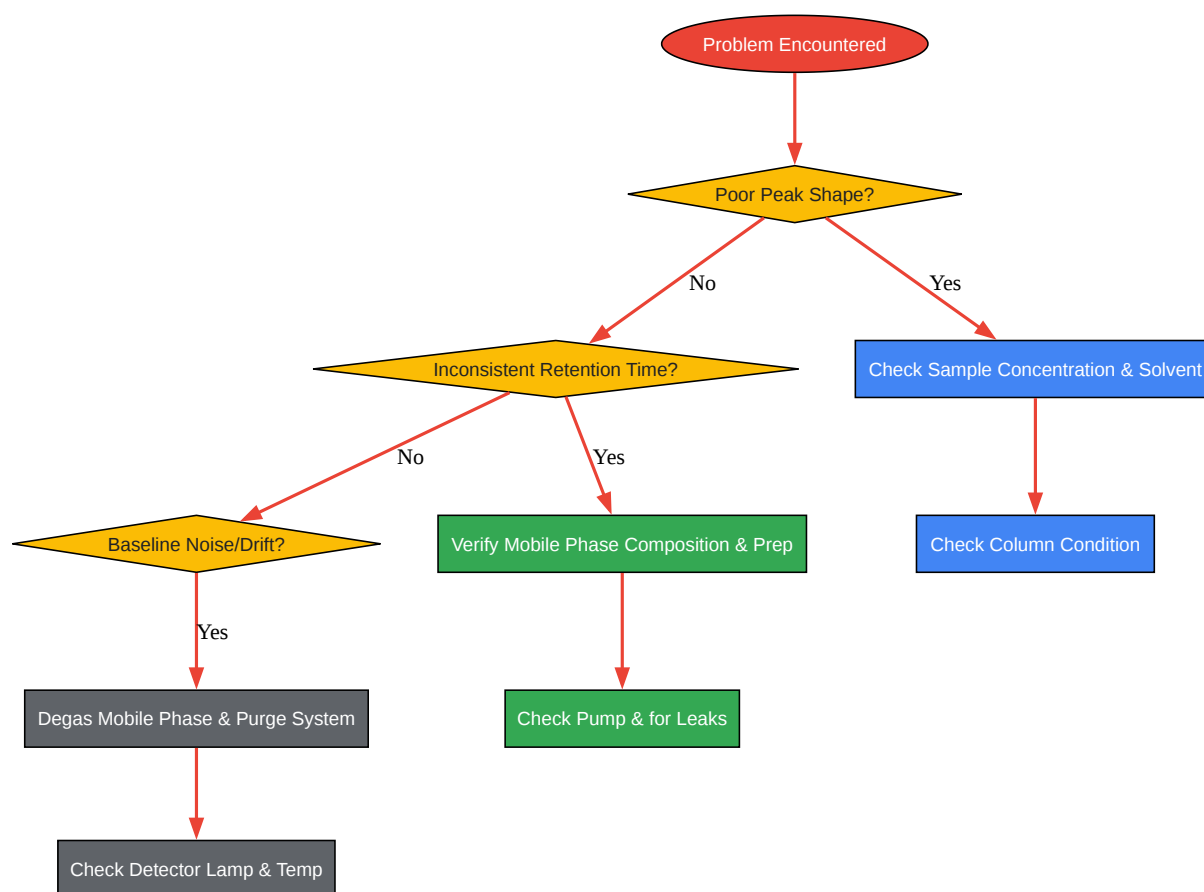 Problem Encountered
Poor Peak Shape?
No
Yes
Inconsistent Retention Time?
Check Sample Concentration & Solvent
No
Yes
Baseline Noise/Drift?
Verify Mobile Phase Composition & Prep
Check Column Condition
Yes
Degas Mobile Phase & Purge System
Check Pump & for Leaks
Check Detector Lamp & Temp